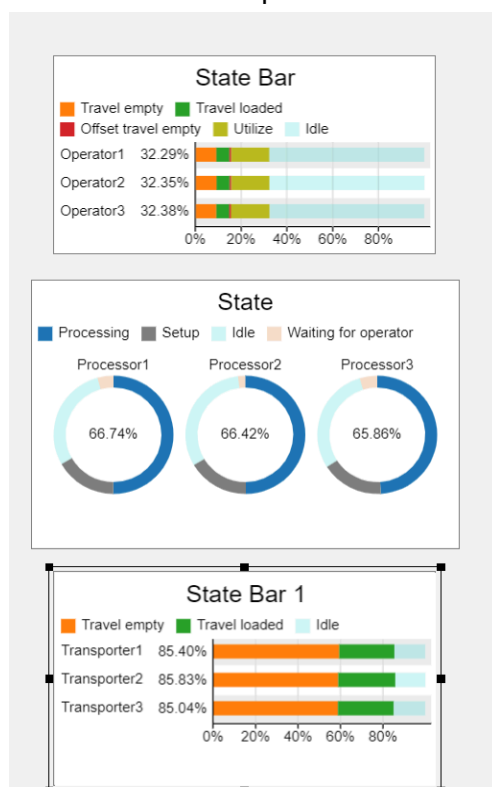 State Bar
Travel empty Travel loaded
Offset travel empty Utilize Idle
Operator1 32.29%
Operator2 32.35%
Operator3 32.38%
0% 20% 40% 60% 80%
State
Processing Setup Idle Waiting for operator
Processor1 Processor2 Processor3
66.74% 66.42% 65.86%
State Bar 1
Travel empty Travel loaded Idle
Transporter1 85.40%
Transporter2 85.83%
Transporter3 85.04%
0% 20% 40% 60% 80%